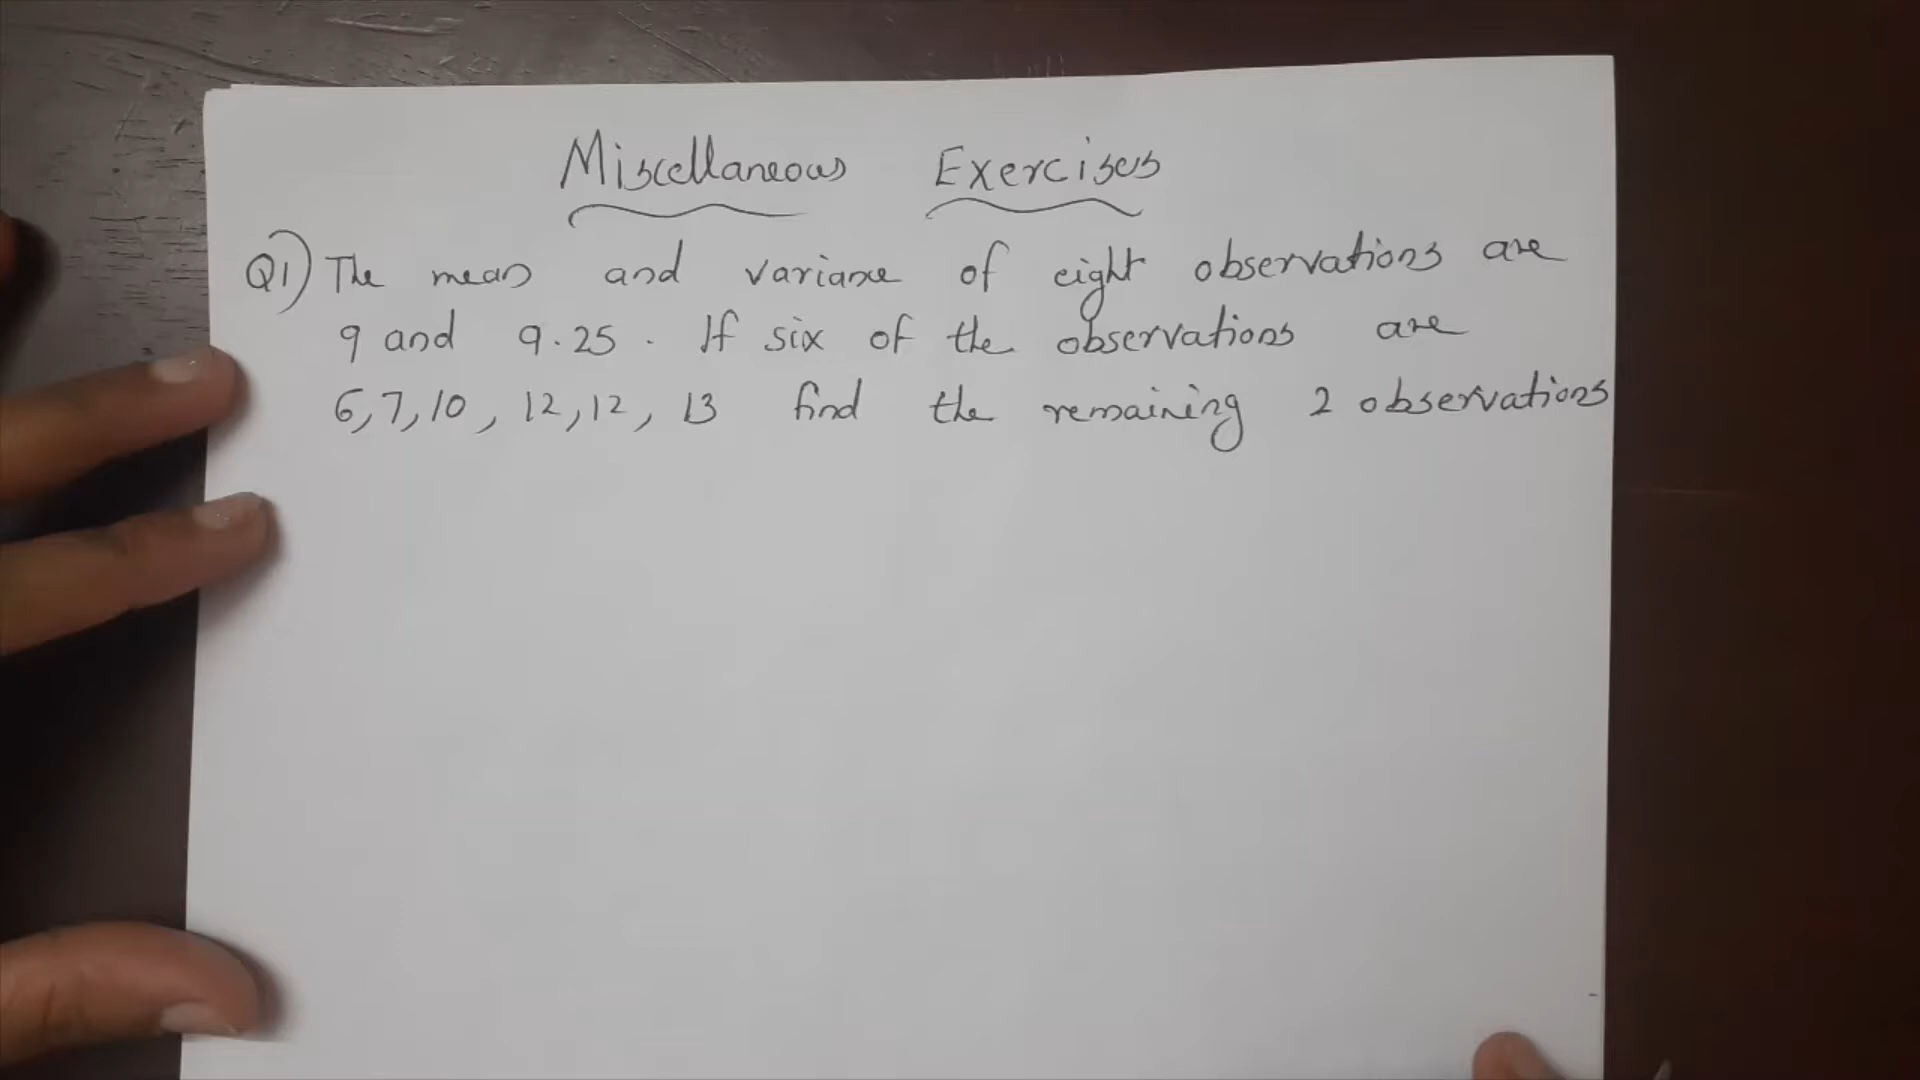 Miscellaneous Exercises
Q1) The mean and variance of eight observations are
9 and 9.25. If six of the observations are
6,7,10, 12,12, 13 find the remaining 2 observations